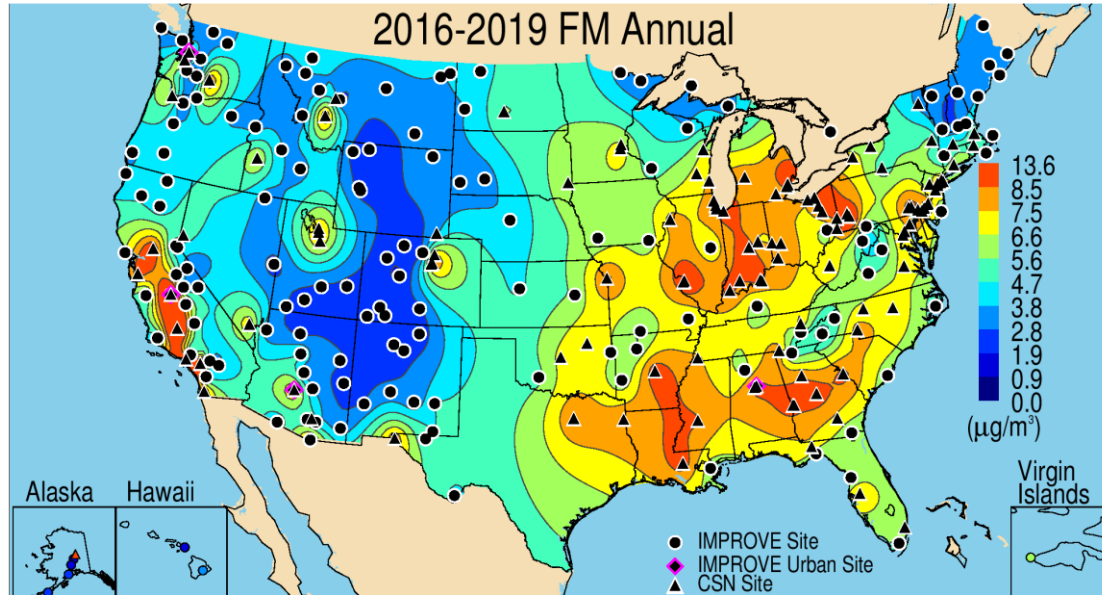 2016-2019 FM Annual
13.6
8.5
7.5
6.6
5.6
4.7
3.8
2.8
1.9
0.9
0.0
(μg/m³)
Alaska
Hawaii
Virgin
Islands
IMPROVE Site
IMPROVE Urban Site
CSN Site